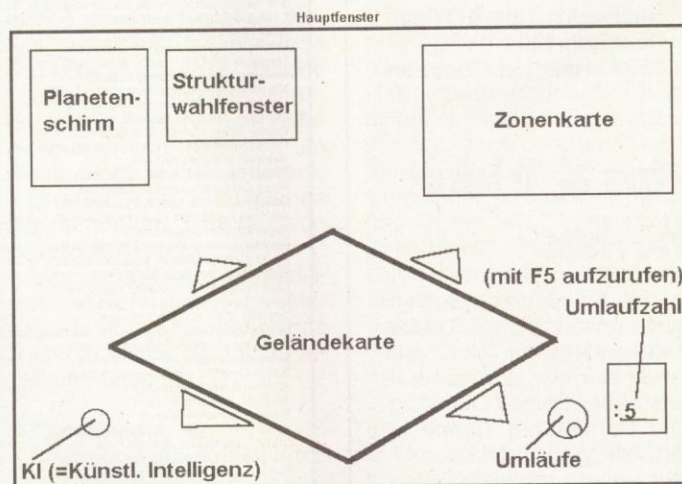 Hauptfenster
Planeten-
schirm
Struktur-
wahlfenster
Zonenkarte
(mit F5 aufzurufen)
Umlaufzahl
Geländekarte
:5
KI (=Künstl. Intelligenz)
Umläufe